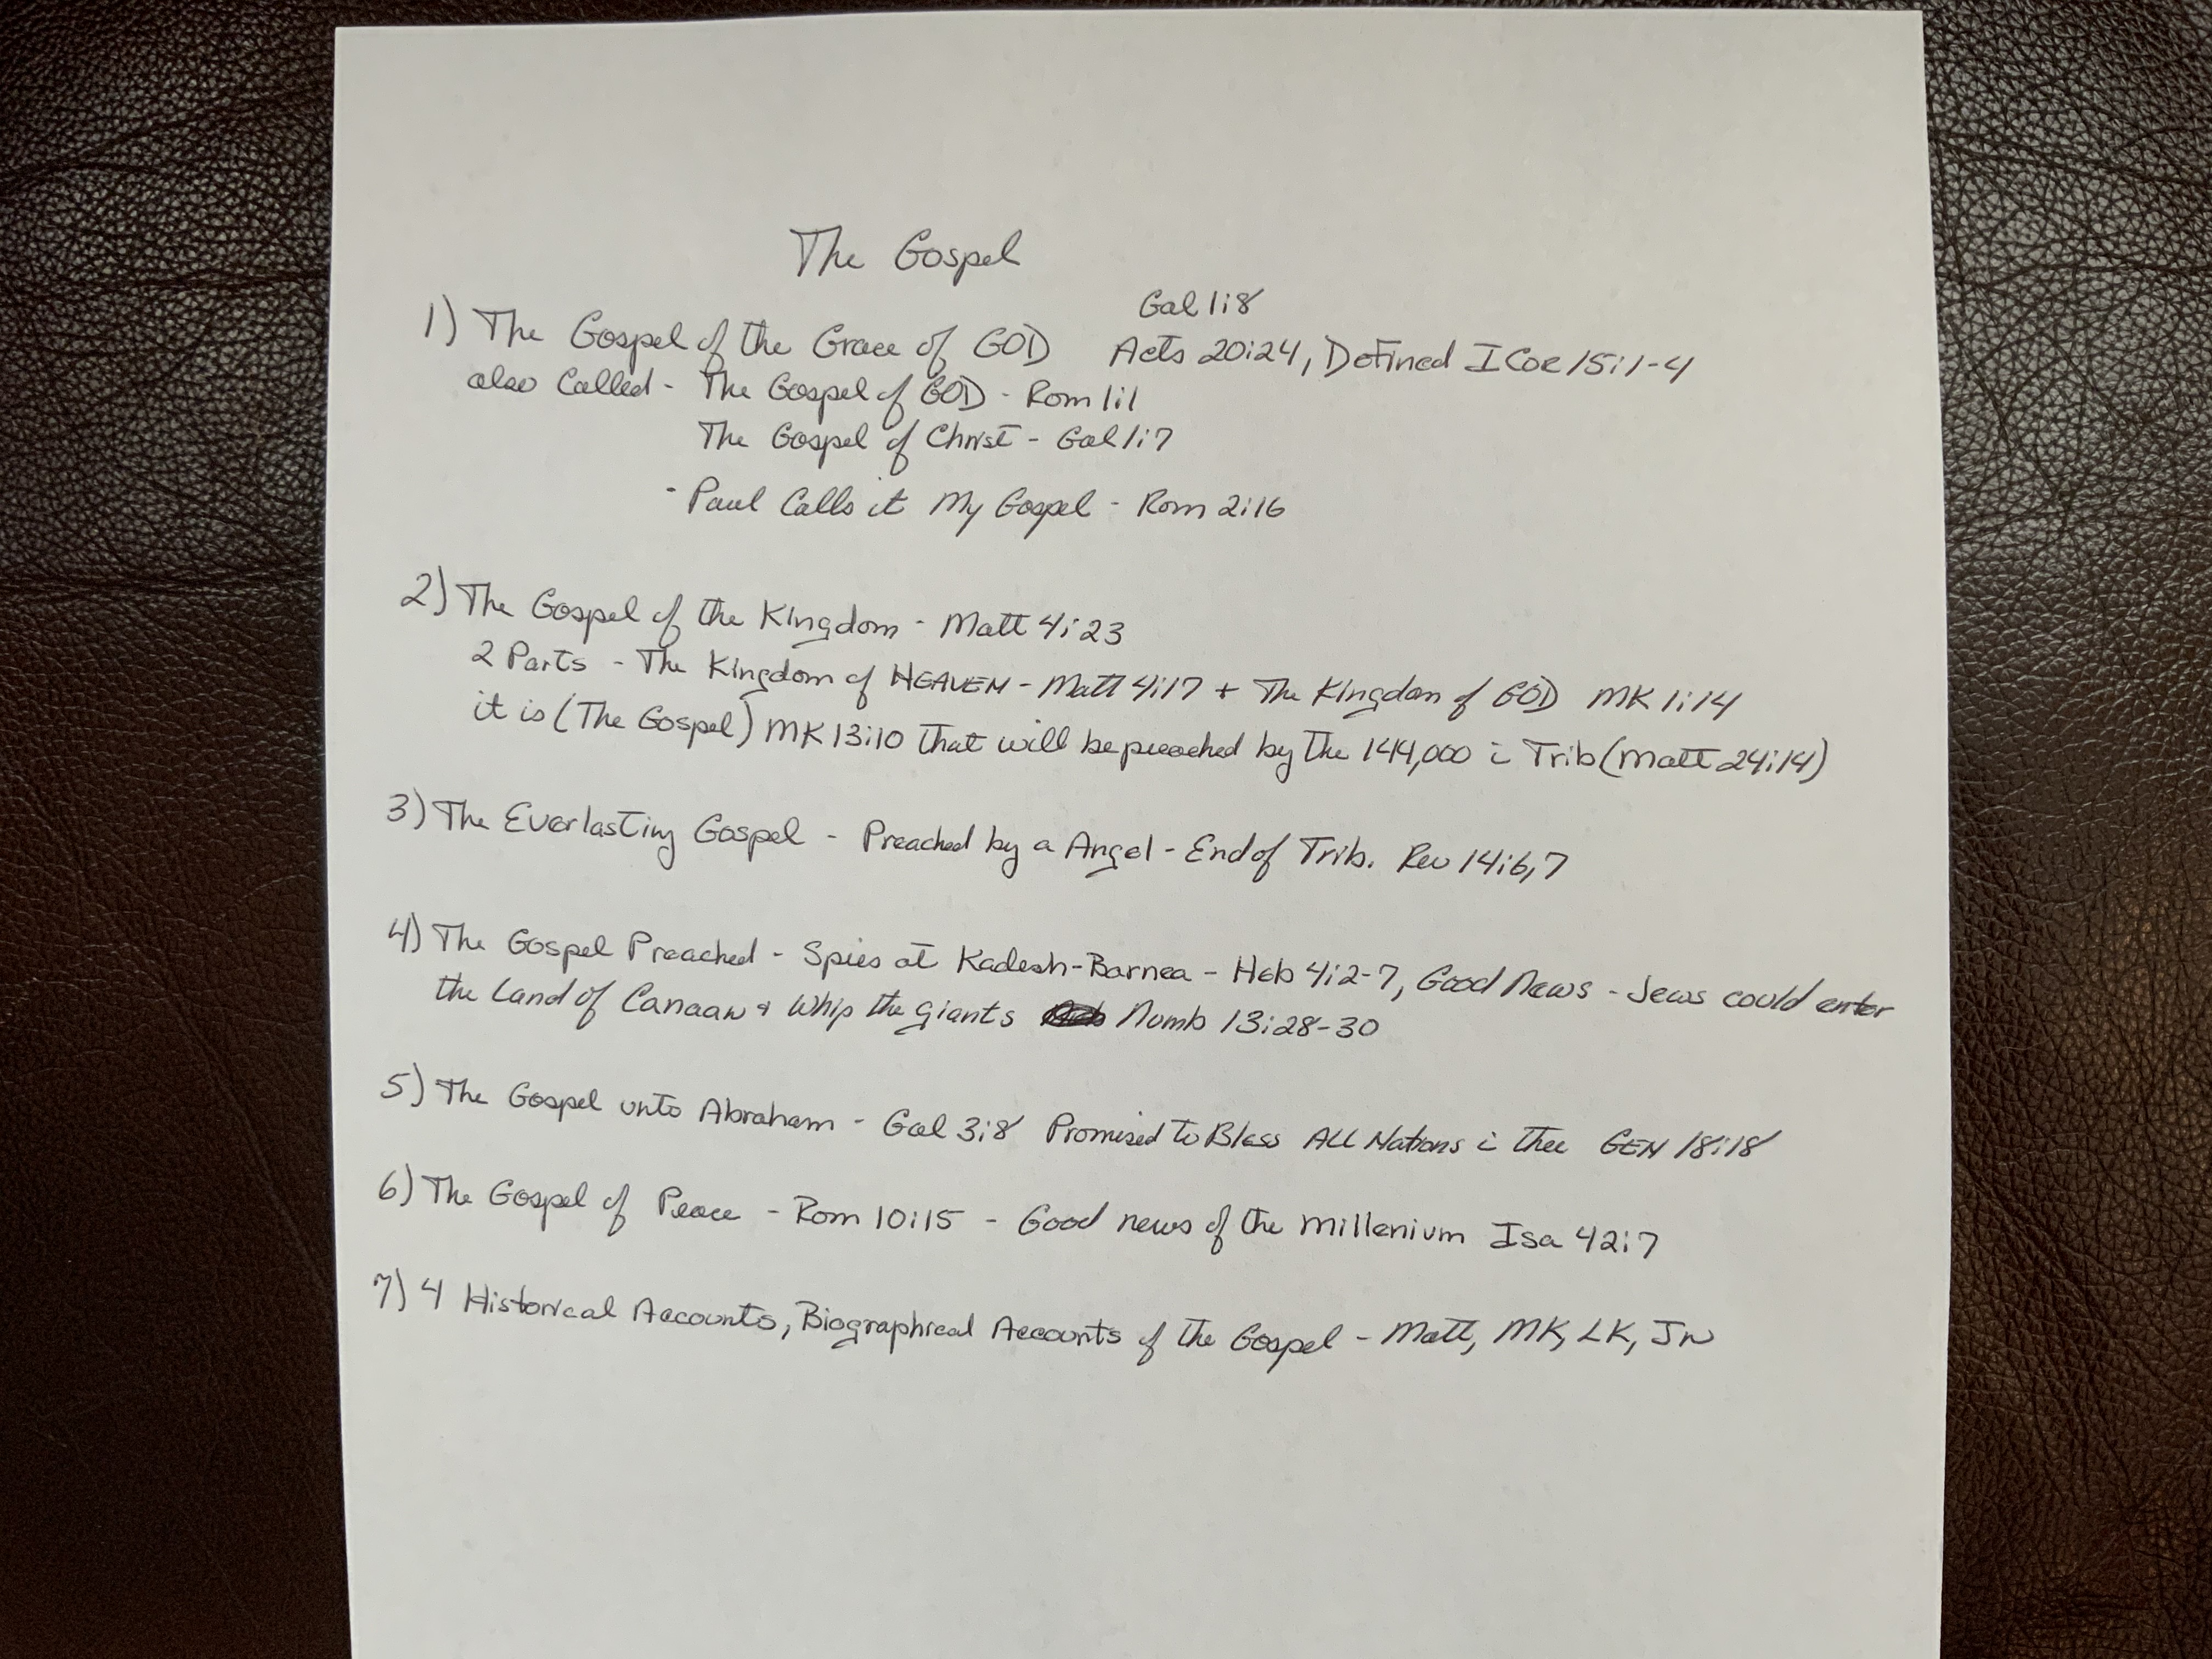 The Gospel
Gal 1:8
1) The Gospel of the Grace of GOD Acts 20:24, Defined I Cor 15:1-4
also Called - The Gospel of GOD - Rom 1:1
The Gospel of Christ - Gal 1:7
- Paul Calls it My Gospel - Rom 2:16
2) The Gospel of the Kingdom - Matt 4:23
2 Parts - The Kingdom of HEAVEN - Matt 4:17 + The Kingdom of GOD MK 1:14
it is (The Gospel) MK 13:10 that will be preached by the 144,000 i Trib (Matt 24:14)
3) The Everlasting Gospel - Preached by a Angel - End of Trib. Rev 14:6,7
4) The Gospel Preached - Spies at Kadesh-Barnea - Heb 4:2-7, Good News - Jews could enter
the Land of Canaan & Whip the giants Numb 13:28-30
5) The Gospel unto Abraham - Gal 3:8 Promised to Bless ALL Nations i thee GEN 18:18
6) The Gospel of Peace - Rom 10:15 - Good news of the millenium Isa 42:7
7) 4 Historical Accounts, Biographical Accounts of the Gospel - Matt, MK, LK, JN